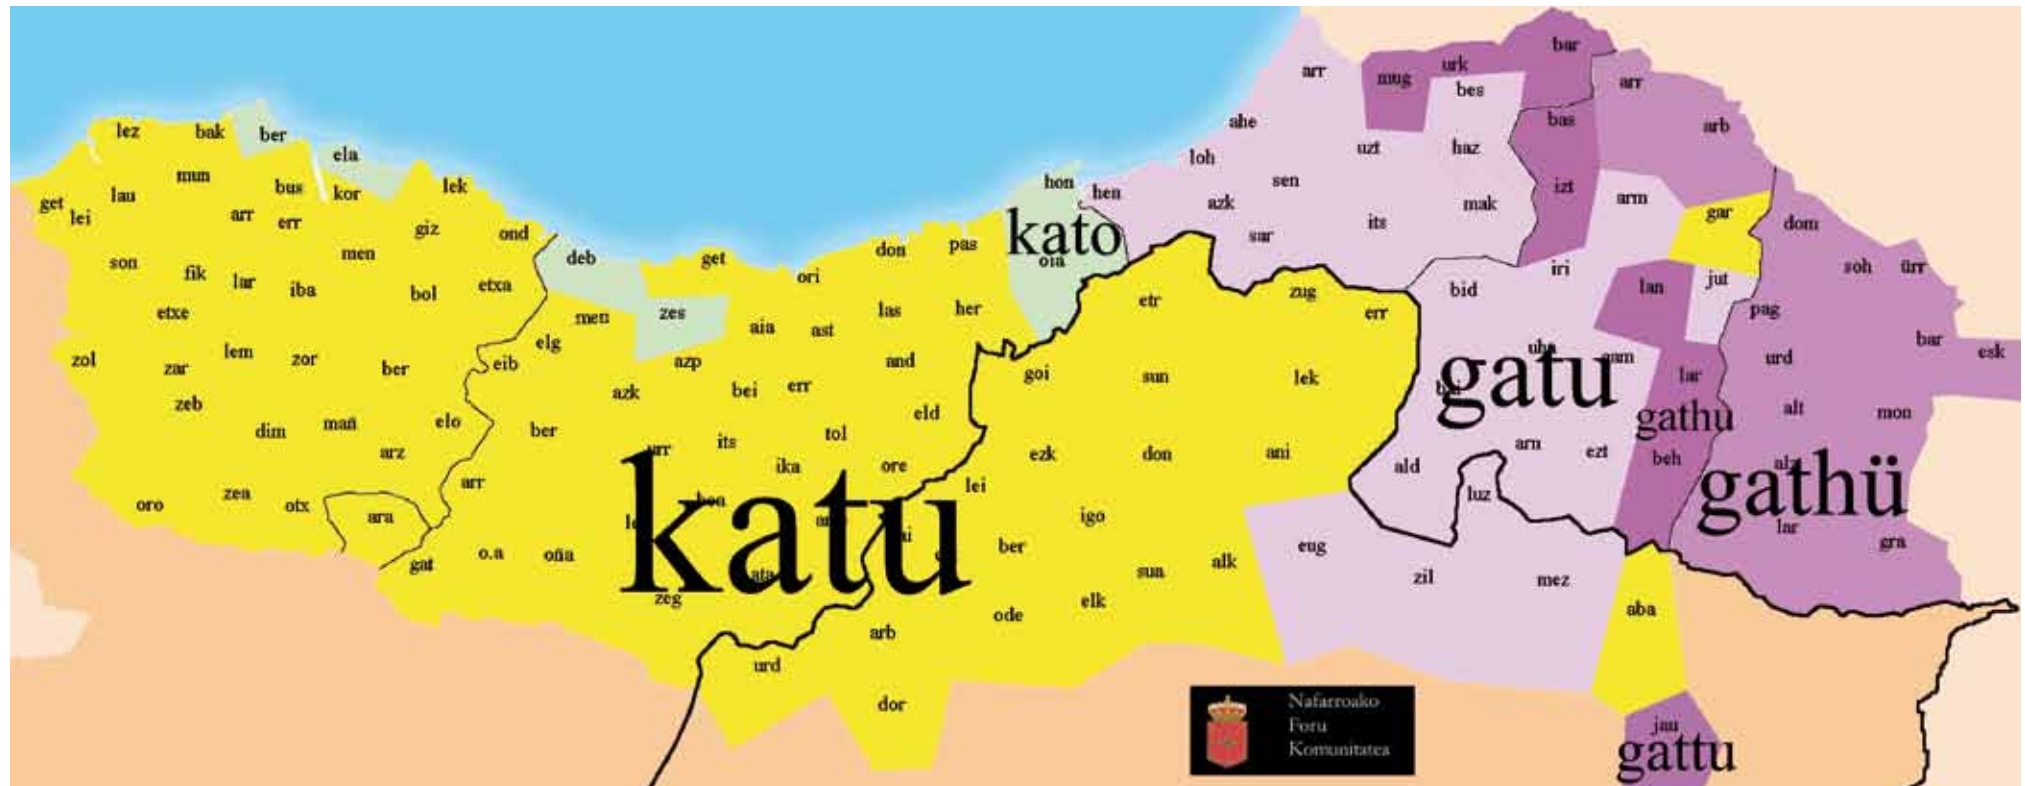 bar
arr
urk
mug
arr
bes
ahe
bas
arb
lez
bak
ber
uzt
haz
ela
loh
mun
lau
bus
kor
lek
hon
hen
sen
izt
arm
get
lei
arr
err
azk
mak
gar
giz
ond
kato
sar
its
dom
son
fik
lar
men
deb
get
don
pas
soh
ürr
iba
bol
etxa
ori
iri
bid
lan
jut
etxe
men
zes
las
her
etr
zug
err
pag
lem
zor
elg
aia
ast
bar
esk
zol
zar
ber
eib
azp
and
goi
sun
lek
gatu
lar
urd
zeb
azk
bei
err
dim
mañ
elo
ber
eld
gathu
alt
mon
arz
its
tol
ika
ore
ezk
don
ani
ald
arn
ezt
beh
arr
lei
luz
gathü
oro
zea
otx
ara
katu
igo
lar
gat
o.a
oña
ata
ber
sua
alk
eug
zil
mez
gra
zeg
ode
elk
aba
arb
urd
dor
Nafarroako
Foru
Komunitatea
jau
gattu